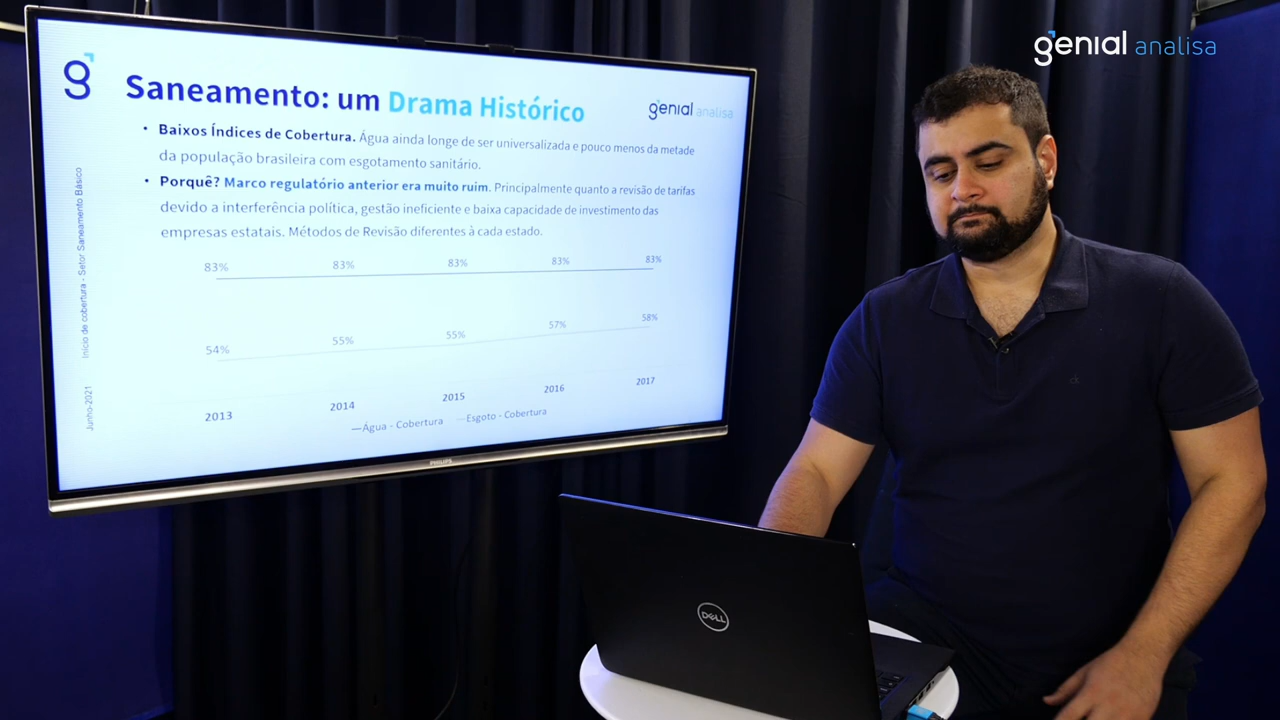 genial analisa
g
Saneamento: um Drama Histórico
genial analisa
• Baixos Índices de Cobertura. Água ainda longe de ser universalizada e pouco menos da metade
da população brasileira com esgotamento sanitário.
• Porquê? Marco regulatório anterior era muito ruim. Principalmente quanto a revisão de tarifas
devido a interferência política, gestão ineficiente e baixa capacidade de investimento das
empresas estatais. Métodos de Revisão diferentes à cada estado.
83% 83% 83% 83% 83%
54% 55% 55% 57% 58%
2013 2014 2015 2016 2017
Água - Cobertura Esgoto - Cobertura
Junho-2021 Início de cobertura - Setor Saneamento Básico
PHILIPS
DELL
ck